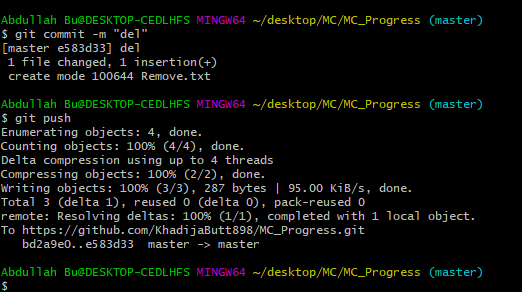 Abdullah Bu@DESKTOP-CEDLHFS MINGW64 ~/desktop/MC/MC_Progress (master)
$ git commit -m "del"
[master e583d33] del
 1 file changed, 1 insertion(+)
 create mode 100644 Remove.txt
Abdullah Bu@DESKTOP-CEDLHFS MINGW64 ~/desktop/MC/MC_Progress (master)
$ git push
Enumerating objects: 4, done.
Counting objects: 100% (4/4), done.
Delta compression using up to 4 threads
Compressing objects: 100% (2/2), done.
Writing objects: 100% (3/3), 287 bytes | 95.00 KiB/s, done.
Total 3 (delta 1), reused 0 (delta 0), pack-reused 0
remote: Resolving deltas: 100% (1/1), completed with 1 local object.
To https://github.com/KhadijaButt898/MC_Progress.git
   bd2a9e0..e583d33  master -> master
Abdullah Bu@DESKTOP-CEDLHFS MINGW64 ~/desktop/MC/MC_Progress (master)
$